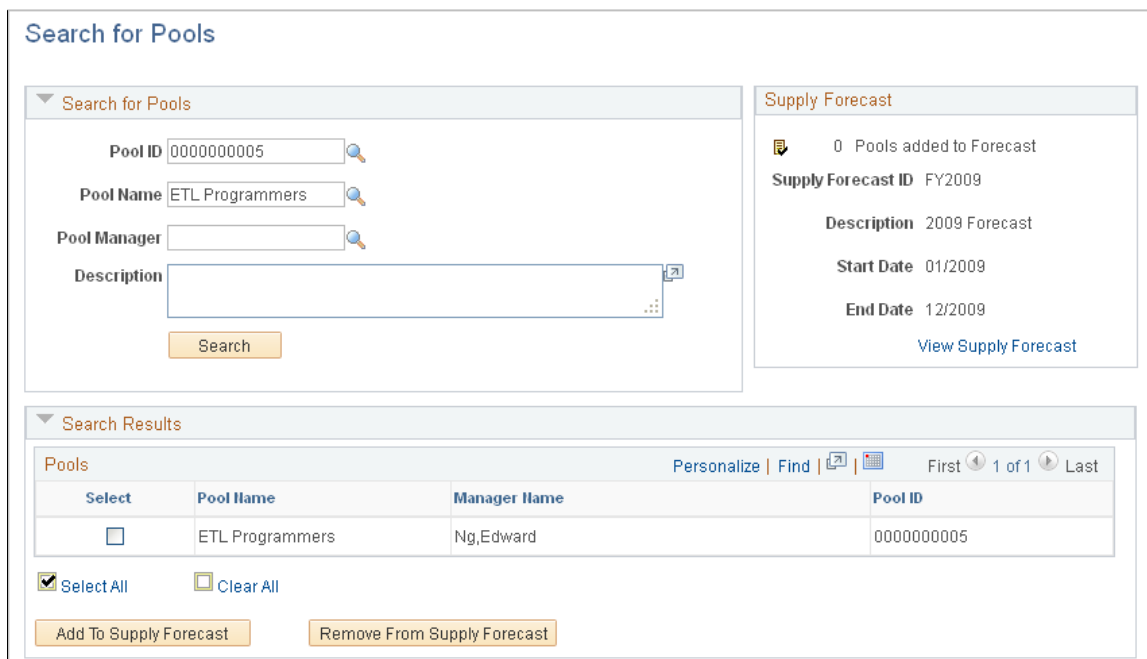 Search for Pools
Search for Pools
Pool ID 0000000005
Pool Name ETL Programmers
Pool Manager
Description
Search
Supply Forecast
0 Pools added to Forecast
Supply Forecast ID FY2009
Description 2009 Forecast
Start Date 01/2009
End Date 12/2009
View Supply Forecast
Search Results
Pools Personalize | Find | | First 1 of 1 Last
Select Pool Name Manager Name Pool ID
ETL Programmers Ng,Edward 0000000005
Select All Clear All
Add To Supply Forecast Remove From Supply Forecast